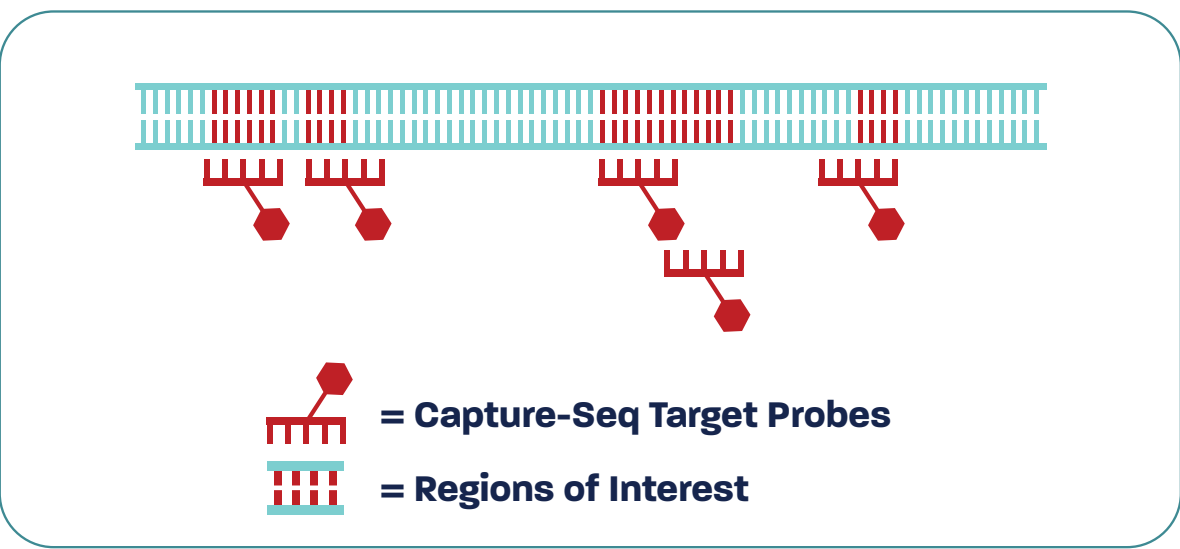 = Capture-Seq Target Probes
= Regions of Interest